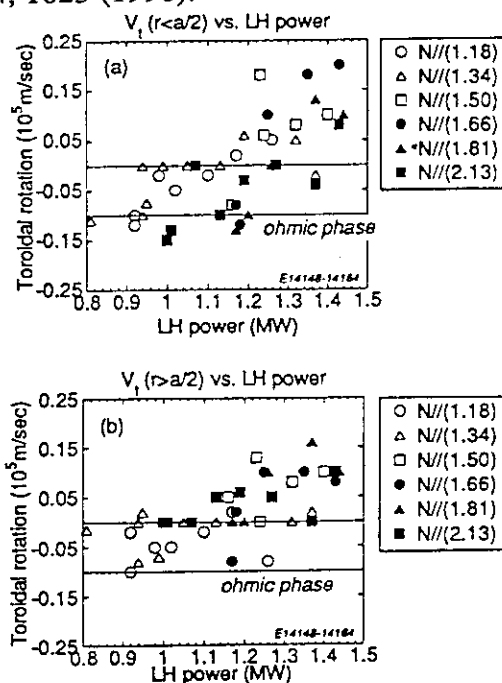 V_t (r<a/2) vs. LH power
(a)
Toroidal rotation (10^5 m/sec)
0.25
0.15
0.05
-0.05
-0.15
-0.25
ohmic phase
E14148-14164
0.8 0.9 1 1.1 1.2 1.3 1.4 1.5
LH power (MW)
○ N//(1.18)
△ N//(1.34)
□ N//(1.50)
● N//(1.66)
▲ N//(1.81)
■ N//(2.13)
V_t (r>a/2) vs. LH power
(b)
Toroidal rotation (10^5 m/sec)
0.25
0.15
0.05
-0.05
-0.15
-0.25
ohmic phase
E14148-14164
0.8 0.9 1 1.1 1.2 1.3 1.4 1.5
LH power (MW)
○ N//(1.18)
△ N//(1.34)
□ N//(1.50)
● N//(1.66)
▲ N//(1.81)
■ N//(2.13)